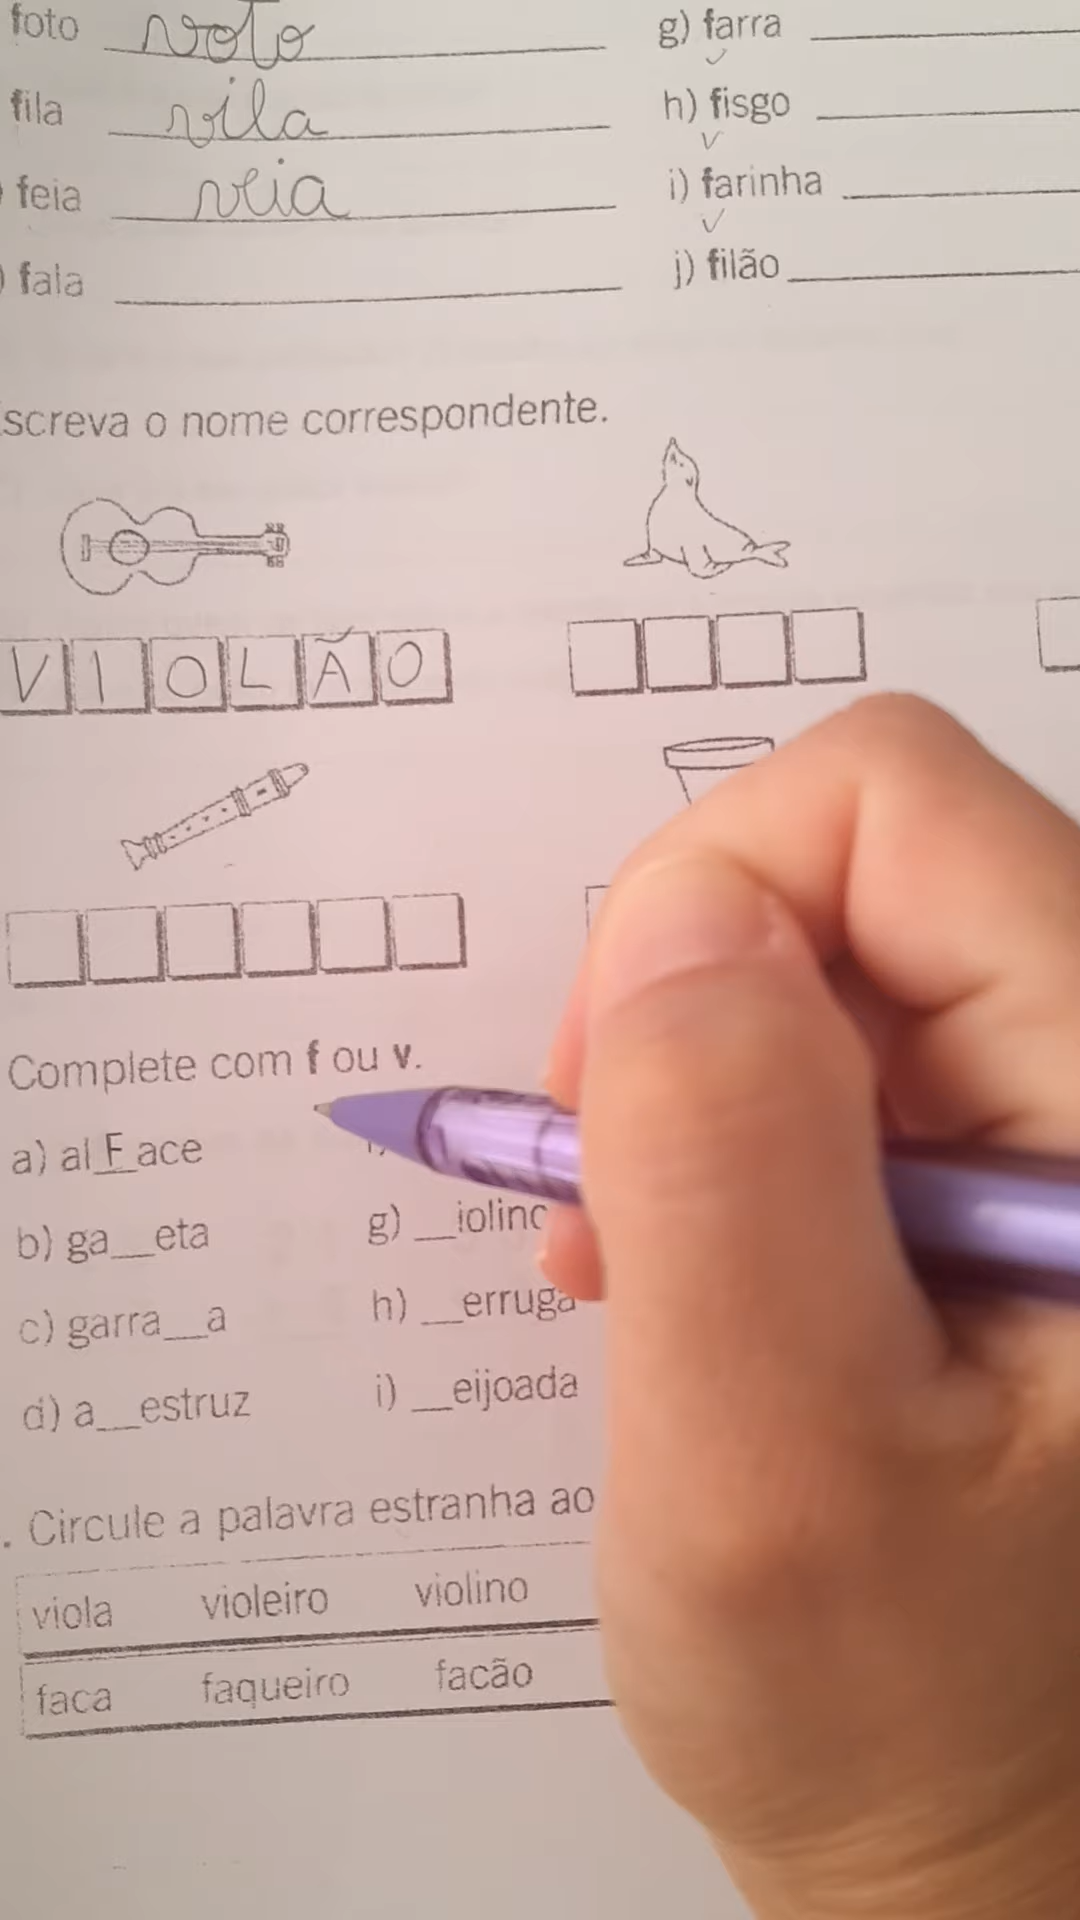 foto voto
fila vila
feia veia
fala
g) farra
v
h) fisgo
v
i) farinha
v
j) filão
screva o nome correspondente.
VIOLÃO
Complete com f ou v.
a) al F ace
b) ga__eta
c) garra__a
d) a__estruz
g) __iolino
h) __erruga
i) __eijoada
. Circule a palavra estranha ao
viola violeiro violino
faca faqueiro facão